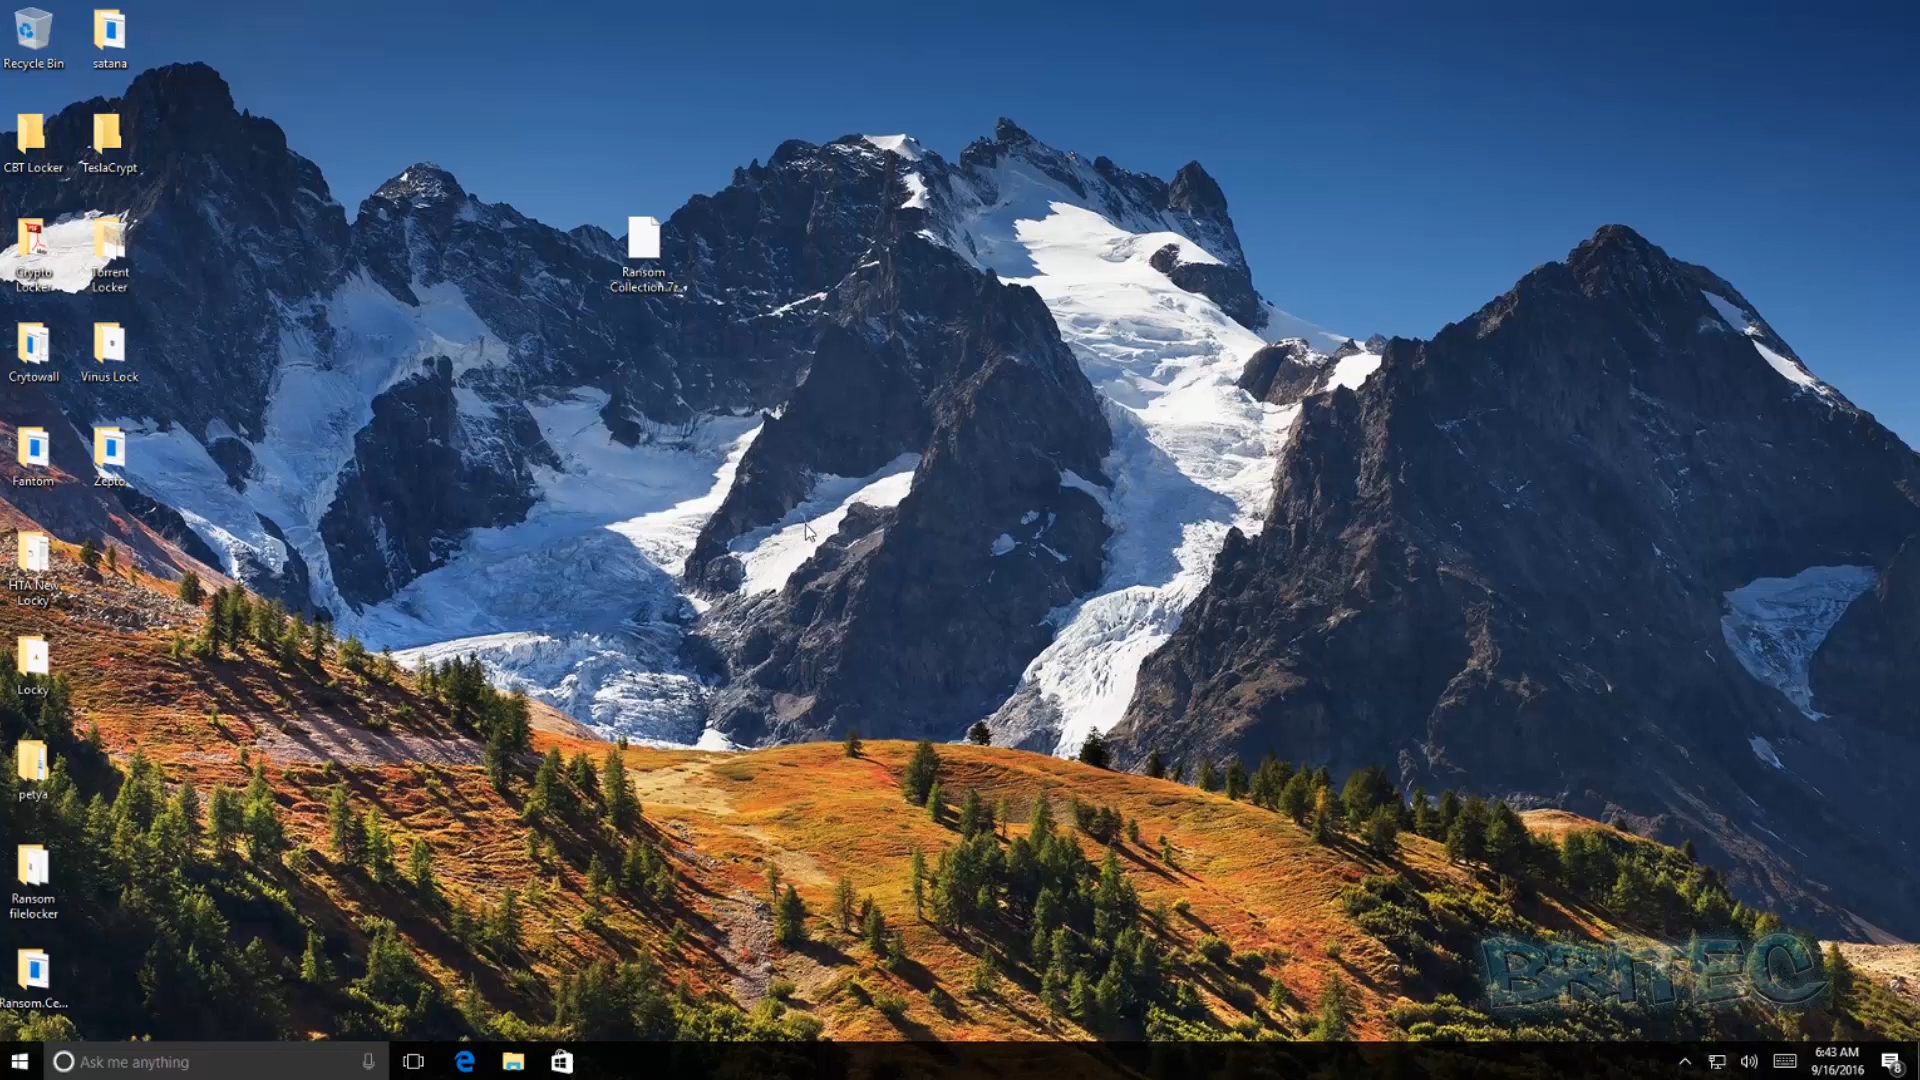 Recycle Bin
satana
CBT Locker
TeslaCrypt
Crypto
Locker
Torrent
Locker
Crytowall
Vinus Lock
Fantom
Zepto
HTA New
Locky
Locky
petya
Ransom
filelocker
Ransom.Ce...
Ransom
Collection.7z...
BRITEC
Ask me anything
6:43 AM
9/16/2016
8